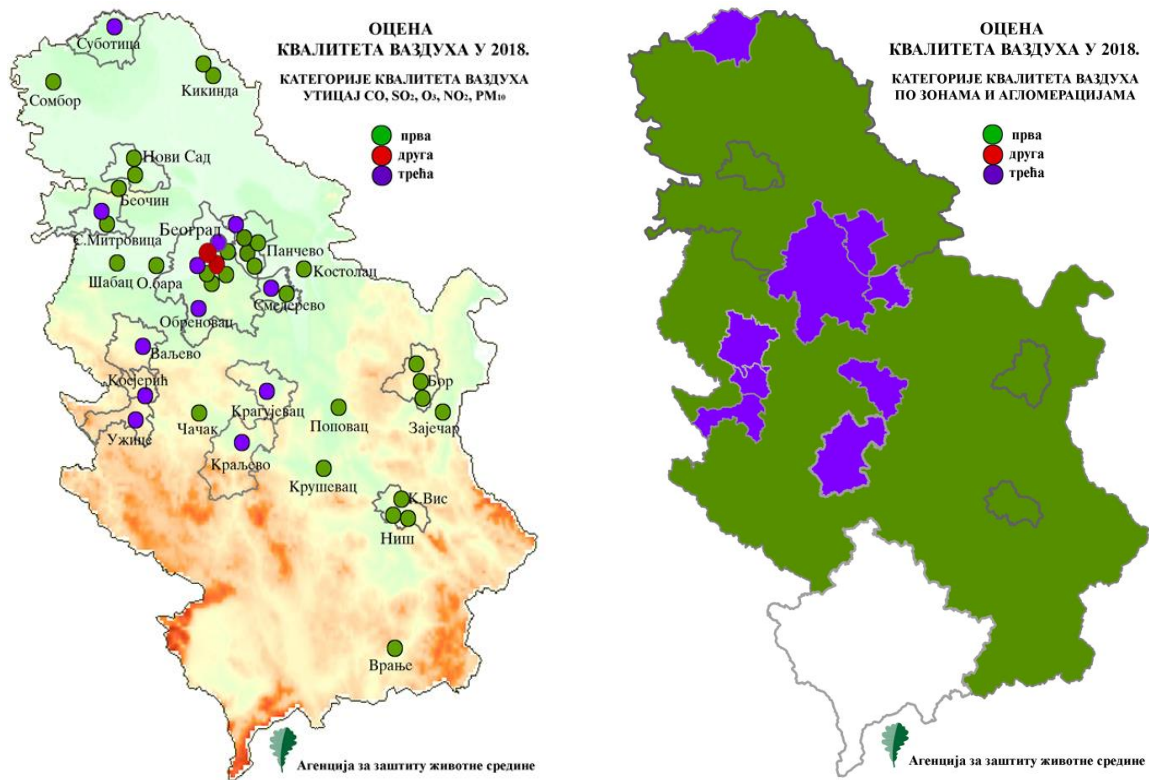 ОЦЕНА
КВАЛИТЕТА ВАЗДУХА У 2018.
КАТЕГОРИЈЕ КВАЛИТЕТА ВАЗДУХА
УТИЦАЈ CO, SO2, O3, NO2, PM10
прва
друга
трећа
Суботица
Кикинда
Сомбор
Нови Сад
Беочин
С.Митровица
Београд
Панчево
Шабац
О.бара
Костолац
Смедерево
Обреновац
Ваљево
Косјерић
Бор
Крагујевац
Чачак
Поповац
Зајечар
Ужице
Краљево
Крушевац
К.Вис
Ниш
Врање
Агенција за заштиту животне средине
ОЦЕНА
КВАЛИТЕТА ВАЗДУХА У 2018.
КАТЕГОРИЈЕ КВАЛИТЕТА ВАЗДУХА
ПО ЗОНАМА И АГЛОМЕРАЦИЈАМА
прва
друга
трећа
Агенција за заштиту животне средине